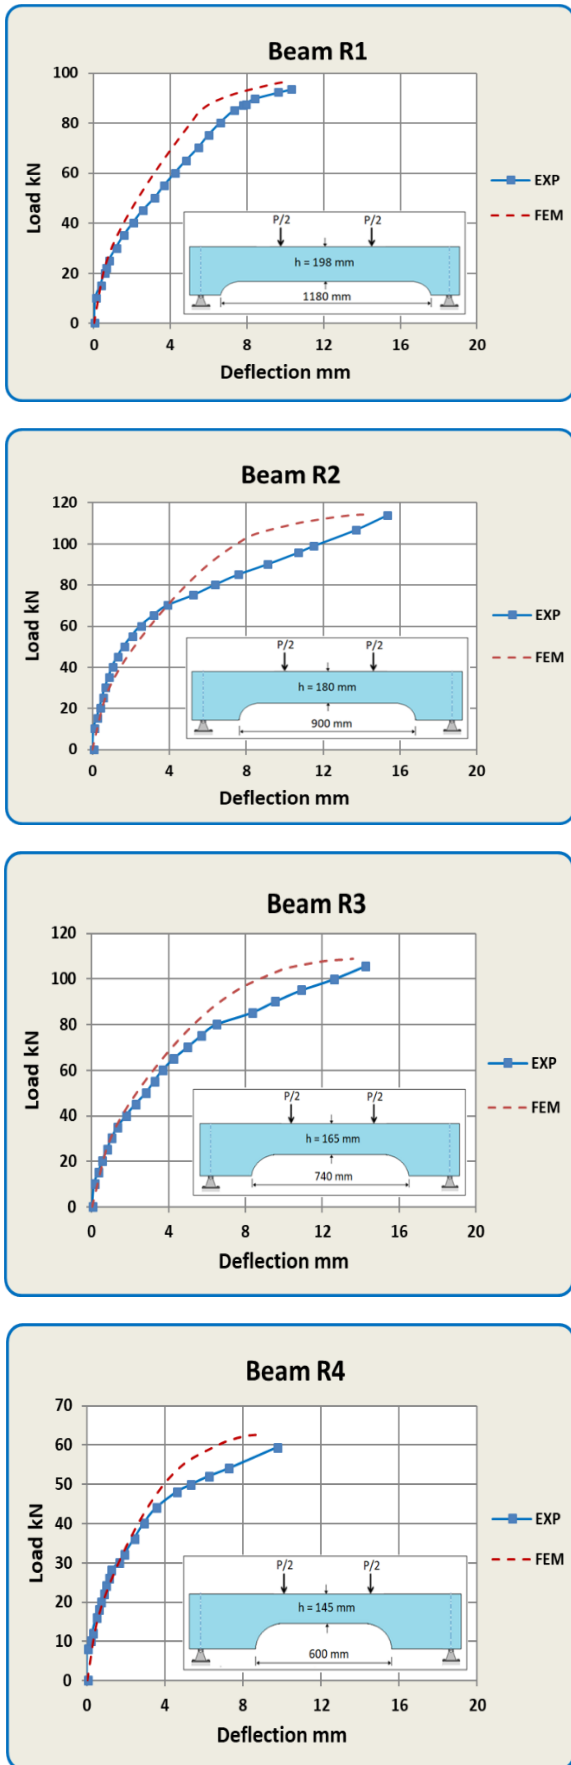 Beam R1
100
80
60
40
20
0
Load kN
EXP
FEM
P/2 P/2
h = 198 mm
1180 mm
0 4 8 12 16 20
Deflection mm
Beam R2
120
100
80
60
40
20
0
Load kN
EXP
FEM
P/2 P/2
h = 180 mm
900 mm
0 4 8 12 16 20
Deflection mm
Beam R3
120
100
80
60
40
20
0
Load kN
EXP
FEM
P/2 P/2
h = 165 mm
740 mm
0 4 8 12 16 20
Deflection mm
Beam R4
70
60
50
40
30
20
10
0
Load kN
EXP
FEM
P/2 P/2
h = 145 mm
600 mm
0 4 8 12 16 20
Deflection mm